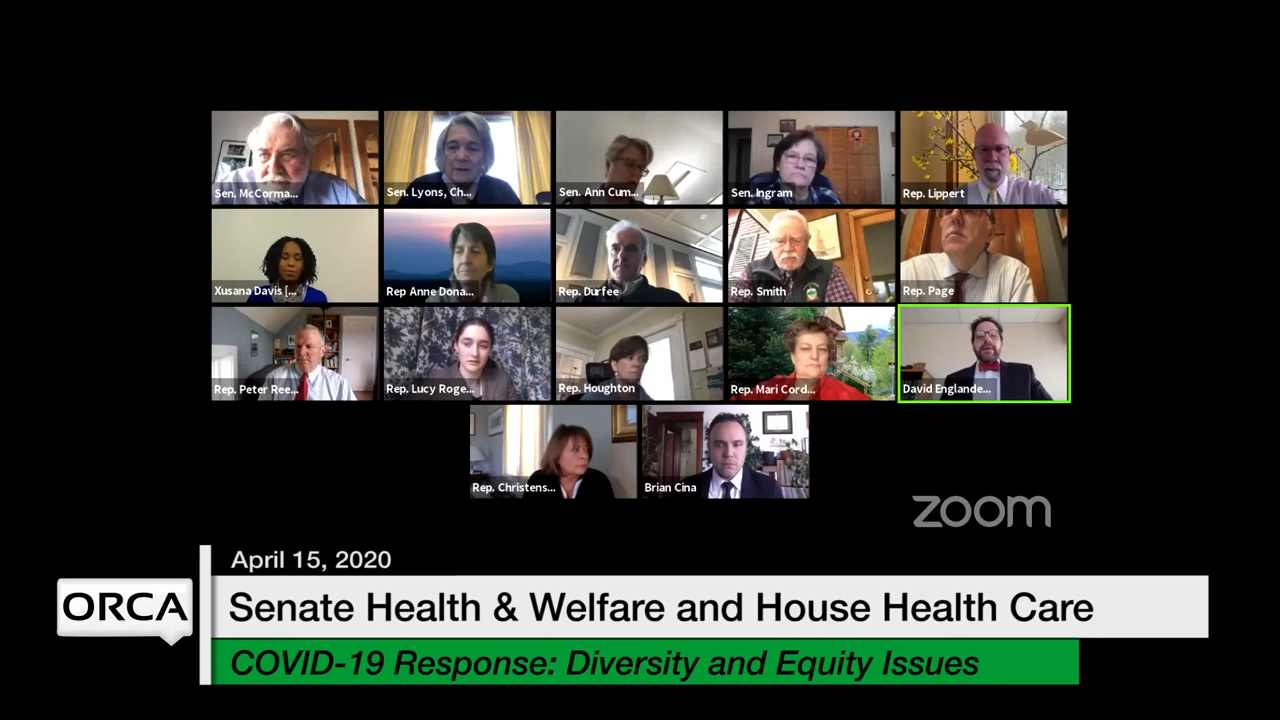 Sen. McCorma...
Sen. Lyons, Ch...
Sen. Ann Cum...
Sen. Ingram
Rep. Lippert
Xusana Davis [...
Rep Anne Dona...
Rep. Durfee
Rep. Smith
Rep. Page
Rep. Peter Ree...
Rep. Lucy Roge...
Rep. Houghton
Rep. Mari Cord...
David Englande...
Rep. Christens...
Brian Cina
zoom
April 15, 2020
ORCA
Senate Health & Welfare and House Health Care
COVID-19 Response: Diversity and Equity Issues